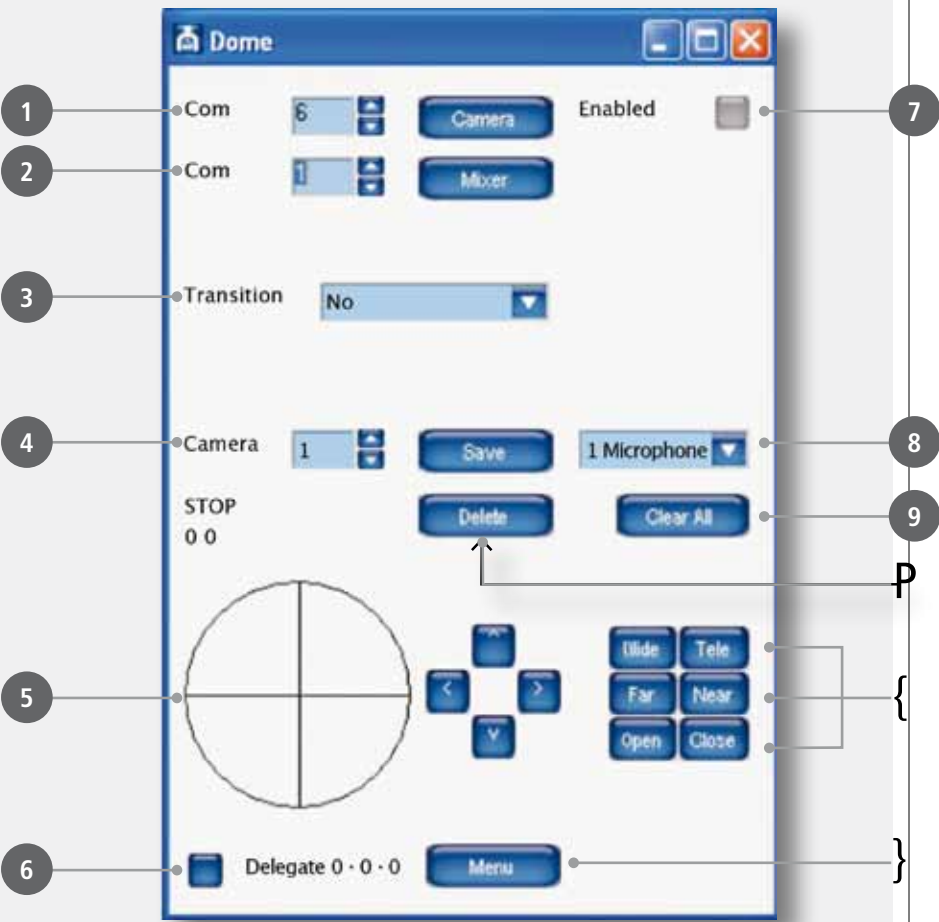 Dome
1 Com 6 Camera Enabled 7
2 Com 1 Mixer
3 Transition No
4 Camera 1 Save 1 Microphone 8
STOP Delete Clear All 9
0 0
P
^
Wide Tele
5 < > Far Near {
v
Open Close
6 Delegate 0 · 0 · 0 Menu }